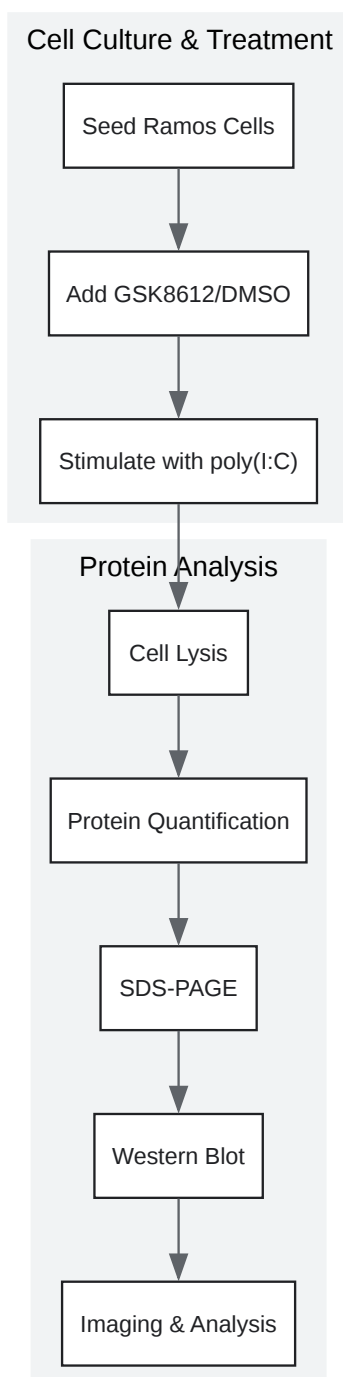 Cell Culture & Treatment
Seed Ramos Cells
Add GSK8612/DMSO
Stimulate with poly(I:C)
Protein Analysis
Cell Lysis
Protein Quantification
SDS-PAGE
Western Blot
Imaging & Analysis